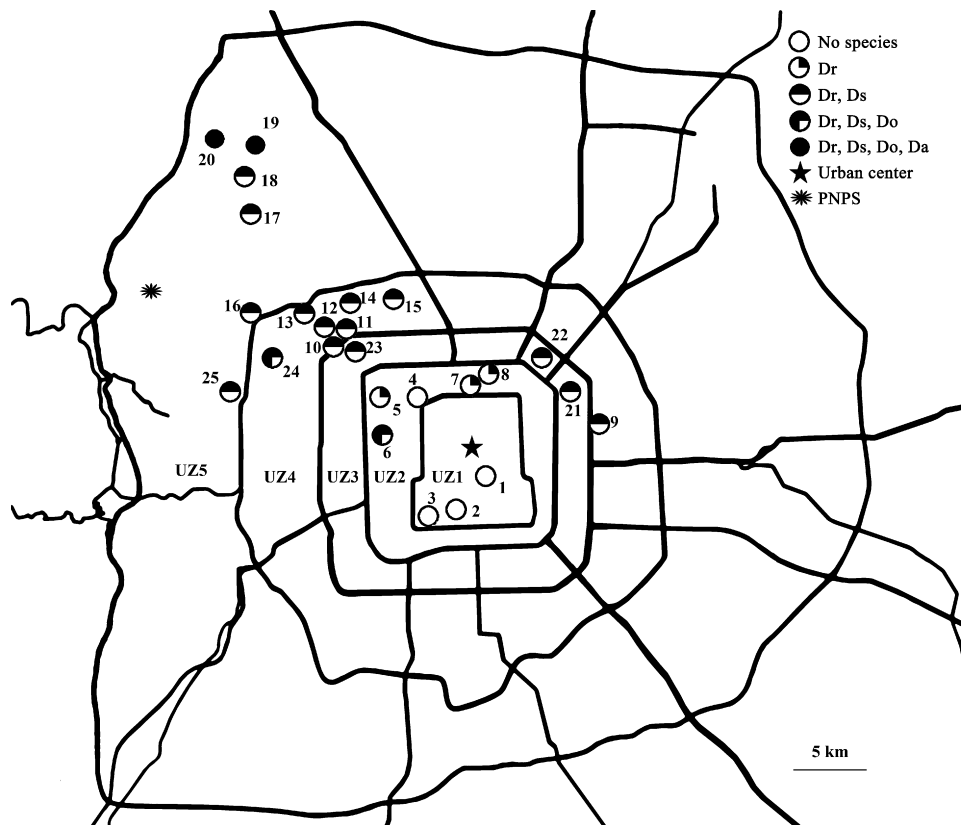 No species
Dr
Dr, Ds
Dr, Ds, Do
Dr, Ds, Do, Da
Urban center
PNPS
19
20
18
17
16
13
12
14
15
11
10
23
22
24
25
4
5
7
8
21
9
6
UZ5
UZ4
UZ3
UZ2
UZ1
1
3
2
5 km